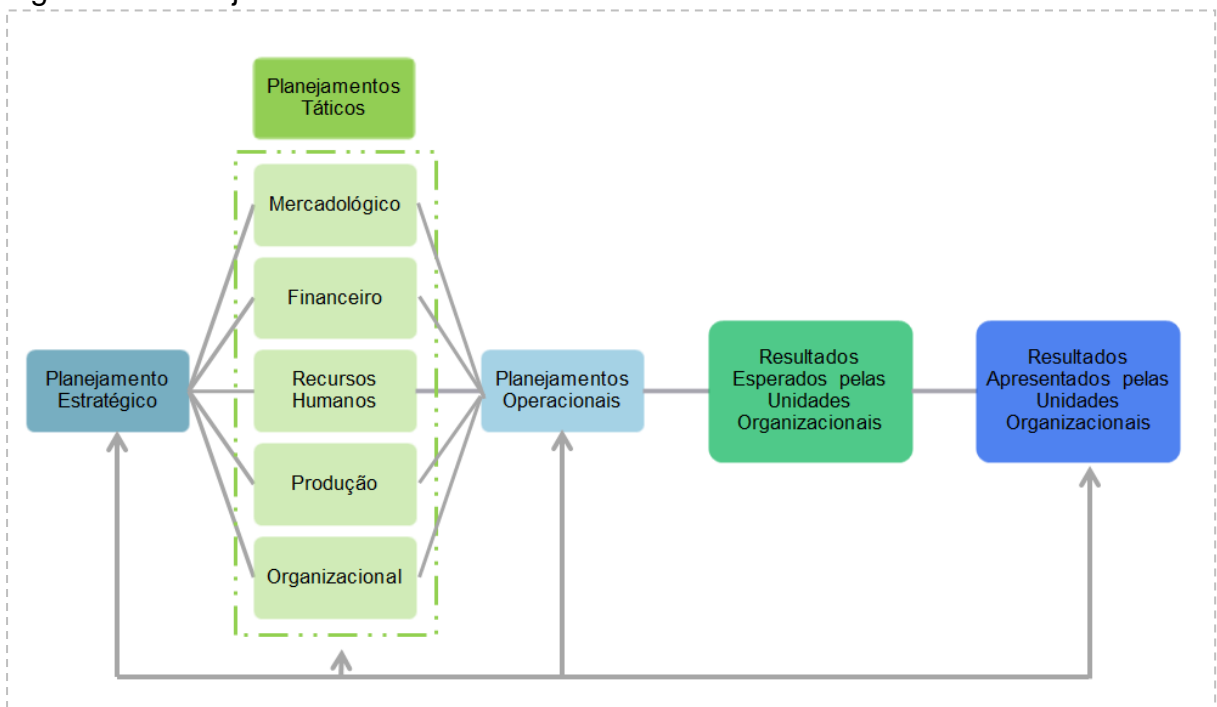 Planejamentos
Táticos
Mercadológico
Financeiro
Recursos
Humanos
Produção
Organizacional
Planejamento
Estratégico
Planejamentos
Operacionais
Resultados
Esperados pelas
Unidades
Organizacionais
Resultados
Apresentados pelas
Unidades
Organizacionais